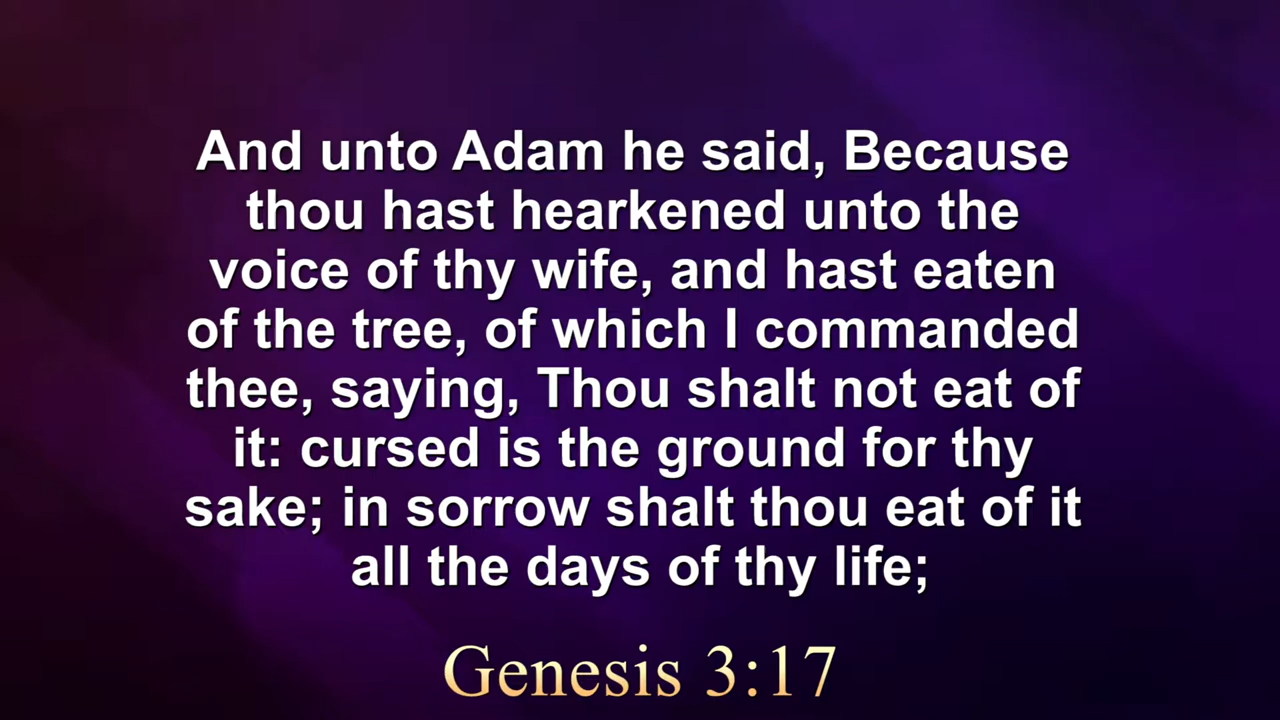 And unto Adam he said, Because
thou hast hearkened unto the
voice of thy wife, and hast eaten
of the tree, of which I commanded
thee, saying, Thou shalt not eat of
it: cursed is the ground for thy
sake; in sorrow shalt thou eat of it
all the days of thy life;
Genesis 3:17